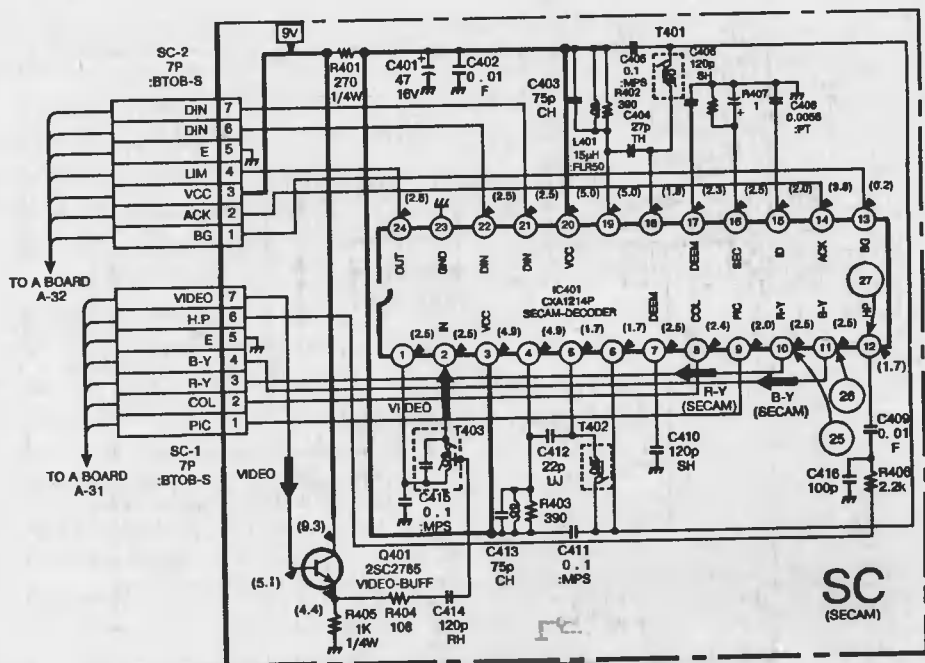 9V
SC-2
7P
:BTOB-S
DIN 7
DIN 6
E 5
LIM 4
VCC 3
ACK 2
BG 1
TO A BOARD
A-32
VIDEO 7
H.P 6
E 5
B-Y 4
R-Y 3
COL 2
PIC 1
SC-1
7P
:BTOB-S
TO A BOARD
A-31
VIDEO
R401
270
1/4W
C401
47
16V
+
C402
0.01
F
C403
75p
CH
L401
15μH
:FLR50
C405
0.1
:MPS
R402
390
C404
27p
TH
T401
120p
SH
R407
1
+
0.0056
:PT
(2.5) (2.5) (2.5) (5.0) (5.0) (1.8) (2.3) (2.5) (2.0) (3.8) (0.2)
24 23 22 21 20 19 18 17 16 15 14 13
OUT GND DIN DIN VCC DEEM SEC ID ACK BG
IC401
CXA1214P
SECAM-DECODER
27
IN VCC DEEM COL PIC R-Y B-Y HP
1 2 3 4 5 6 7 8 9 10 11 12
(2.5) (2.5) (4.9) (4.9) (1.7) (1.7) (2.5) (2.4) (2.0) (2.5) (2.5) (1.7)
VIDEO
R-Y
(SECAM)
B-Y
(SECAM)
26
25
T403
C415
0.1
:MPS
C412
22p
UJ
T402
R403
390
C413
75p
CH
C411
0.1
:MPS
C410
120p
SH
C409
0.01
F
C416
100p
R406
2.2k
(9.3)
(5.1)
(4.4)
Q401
2SC2785
VIDEO-BUFF
R405
1K
1/4W
R404
C414
120p
RH
SC
(SECAM)